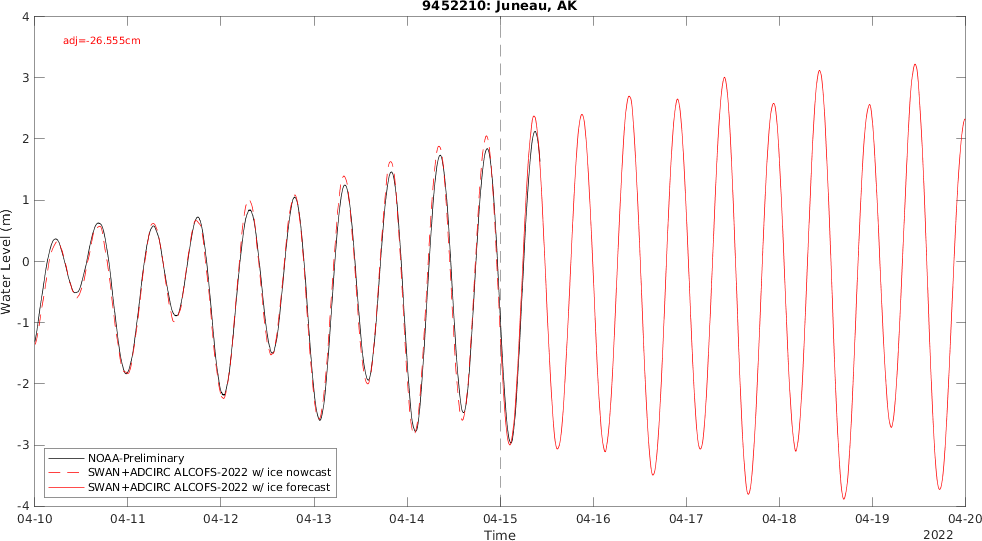 9452210: Juneau, AK
adj=-26.555cm
4
3
2
1
0
-1
-2
-3
-4
Water Level (m)
NOAA-Preliminary
SWAN+ADCIRC ALCOFS-2022 w/ ice nowcast
SWAN+ADCIRC ALCOFS-2022 w/ ice forecast
04-10 04-11 04-12 04-13 04-14 04-15 04-16 04-17 04-18 04-19 04-20
Time
2022